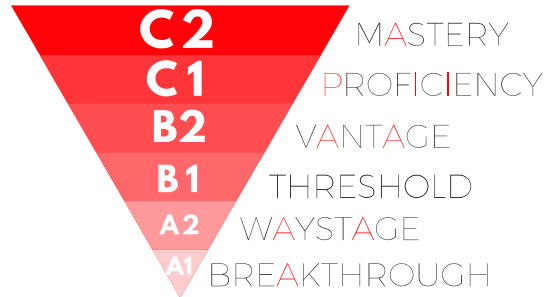 C2 MASTERY
C1 PROFICIENCY
B2 VANTAGE
B1 THRESHOLD
A2 WAYSTAGE
A1 BREAKTHROUGH